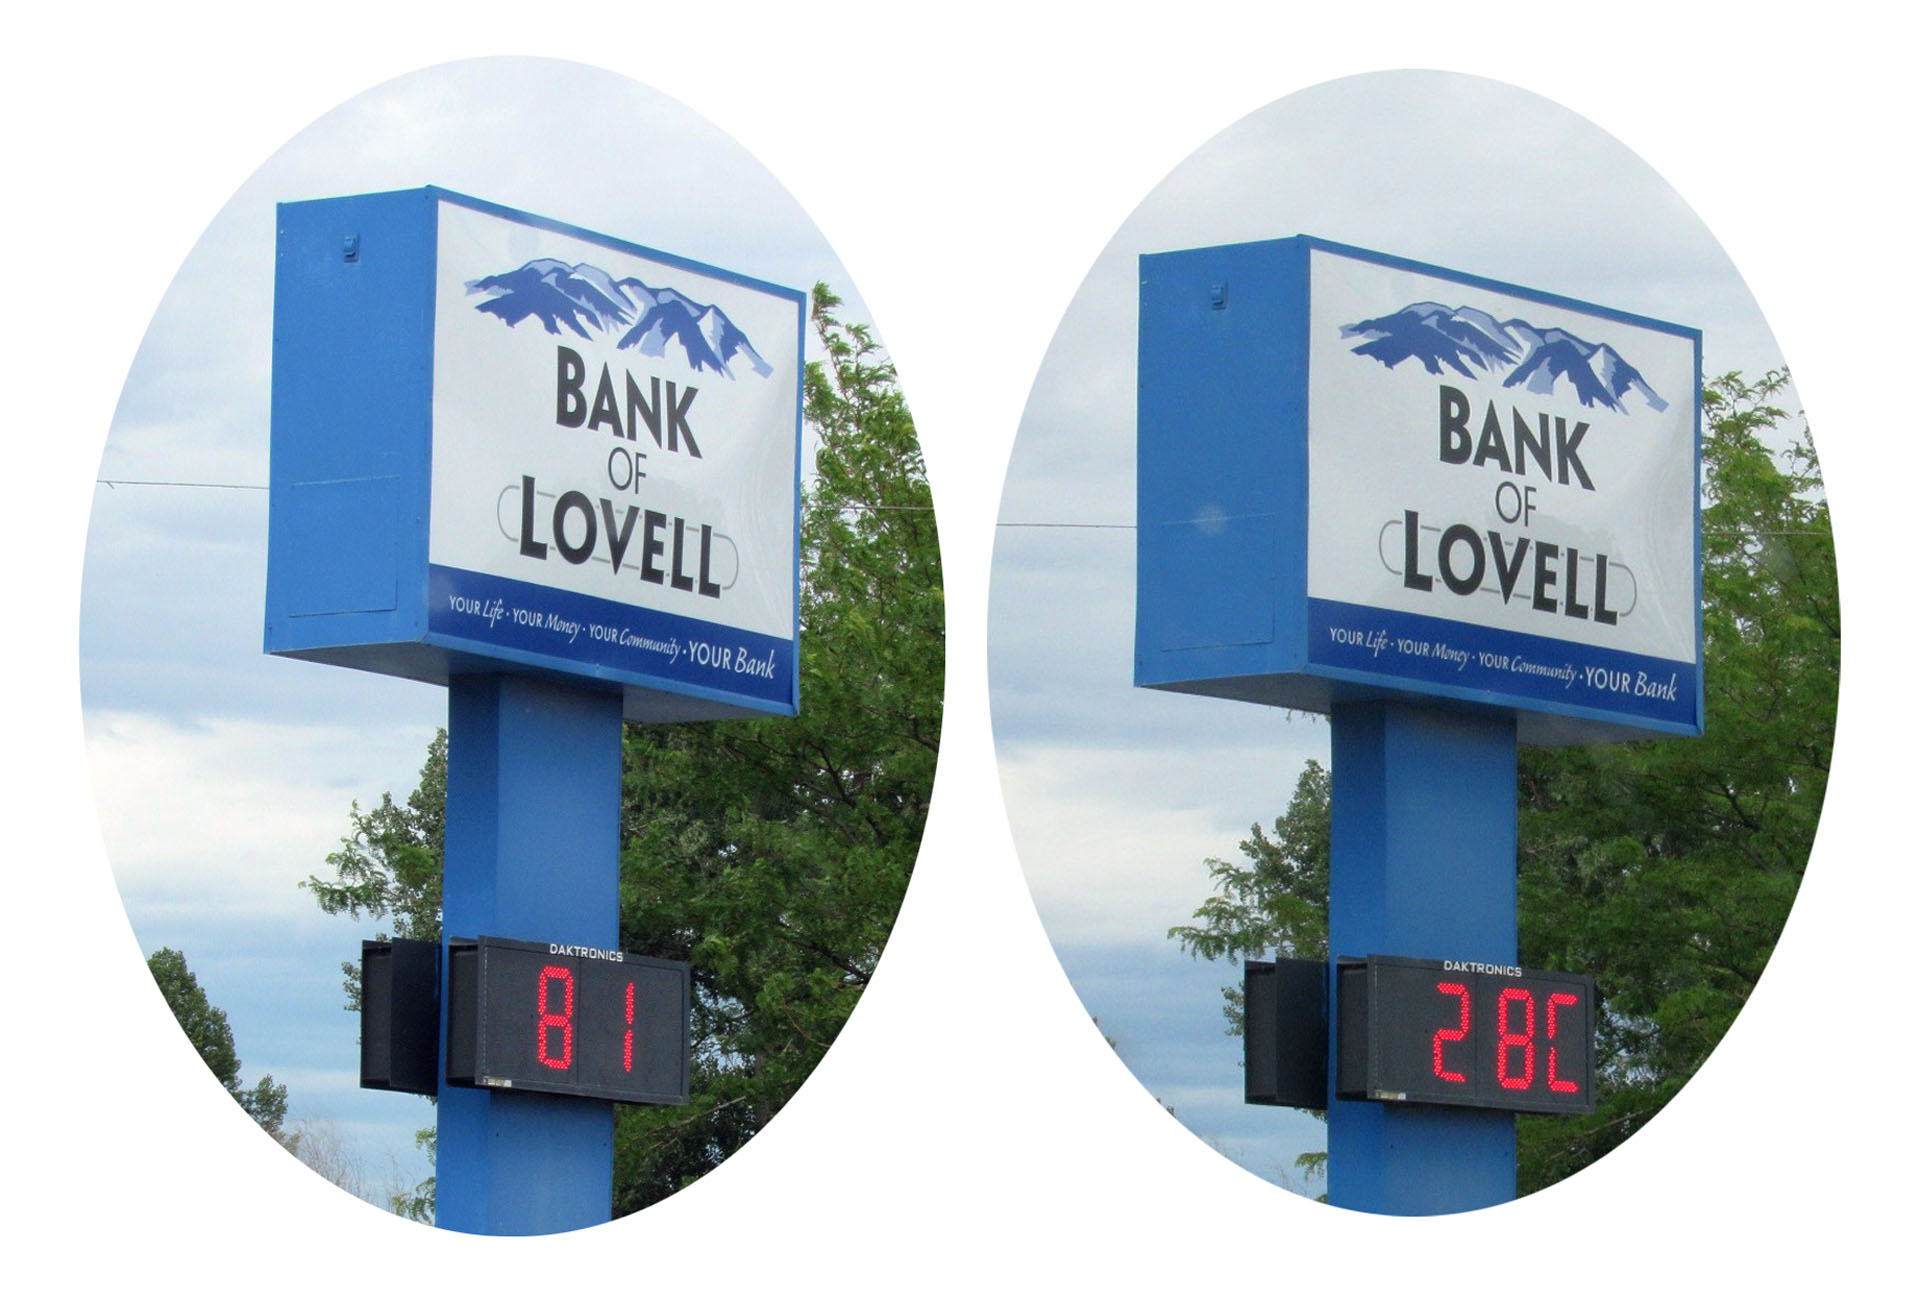 BANK
OF
LOVELL
YOUR Life · YOUR Money · YOUR Community · YOUR Bank
DAKTRONICS
81
BANK
OF
LOVELL
YOUR Life · YOUR Money · YOUR Community · YOUR Bank
DAKTRONICS
28C